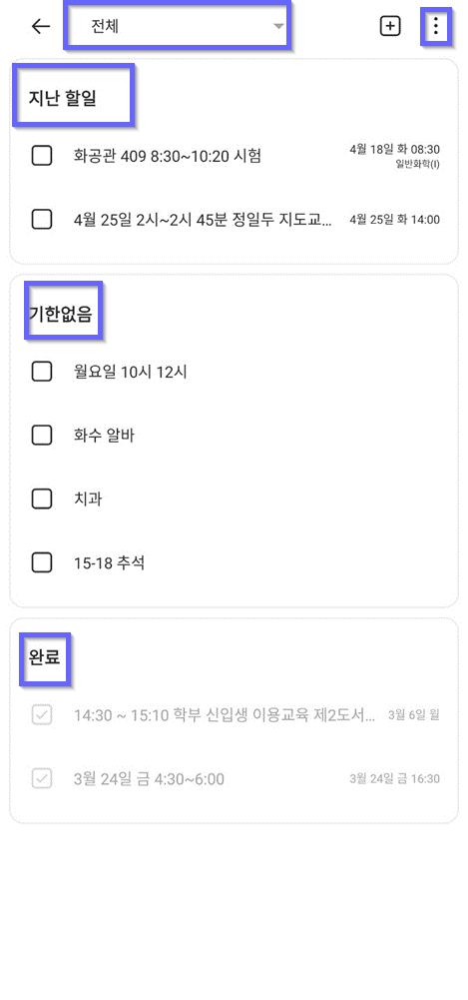 전체
지난 할일
화공관 409 8:30~10:20 시험
4월 18일 화 08:30
일반화학(I)
4월 25일 2시~2시 45분 정일두 지도교...
4월 25일 화 14:00
기한없음
월요일 10시 12시
화수 알바
치과
15-18 추석
완료
14:30 ~ 15:10 학부 신입생 이용교육 제2도서...
3월 6일 월
3월 24일 금 4:30~6:00
3월 24일 금 16:30